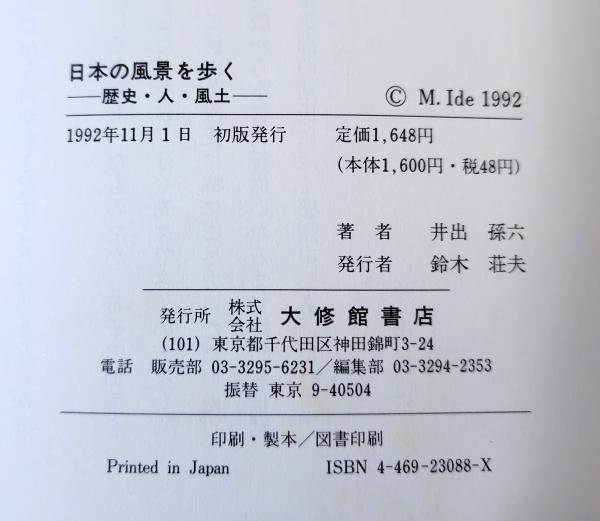 日本の風景を歩く
──歴史・人・風土──
© M. Ide 1992
1992年11月1日 初版発行 定価1,648円
(本体1,600円・税48円)
著 者 井出 孫六
発行者 鈴木 荘夫
発行所 株式会社 大修館書店
(101) 東京都千代田区神田錦町3-24
電話 販売部 03-3295-6231/編集部 03-3294-2353
振替 東京 9-40504
印刷・製本/図書印刷
Printed in Japan ISBN 4-469-23088-X